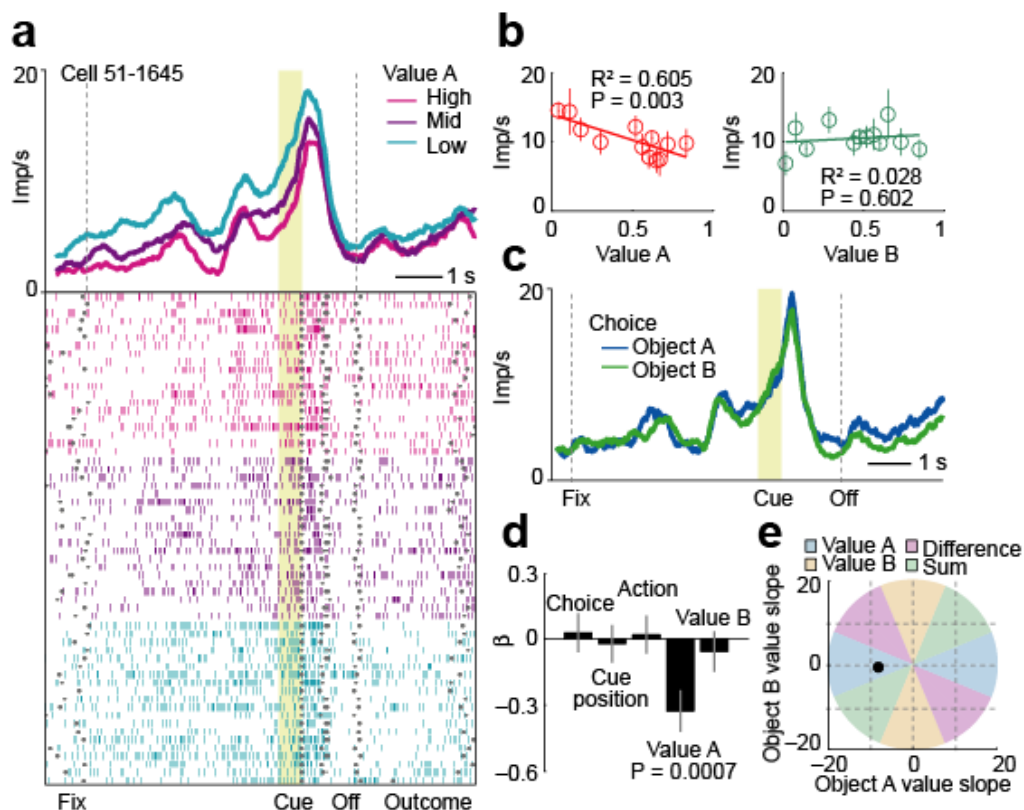 a
20
Cell 51-1645
Value A
High
Mid
Low
Imp/s
1 s
0
Fix
Cue
Off
Outcome
b
20
10
0
Imp/s
R² = 0.605
P = 0.003
0
0.5
1
Value A
20
10
0
Imp/s
R² = 0.028
P = 0.602
0
0.5
1
Value B
c
20
Choice
Object A
Object B
Imp/s
1 s
0
Fix
Cue
Off
d
0.3
0
–0.3
–0.6
β
Choice
Action
Value B
Cue
position
Value A
P = 0.0007
e
Value A
Difference
Value B
Sum
20
0
–20
Object B value slope
–20
0
20
Object A value slope